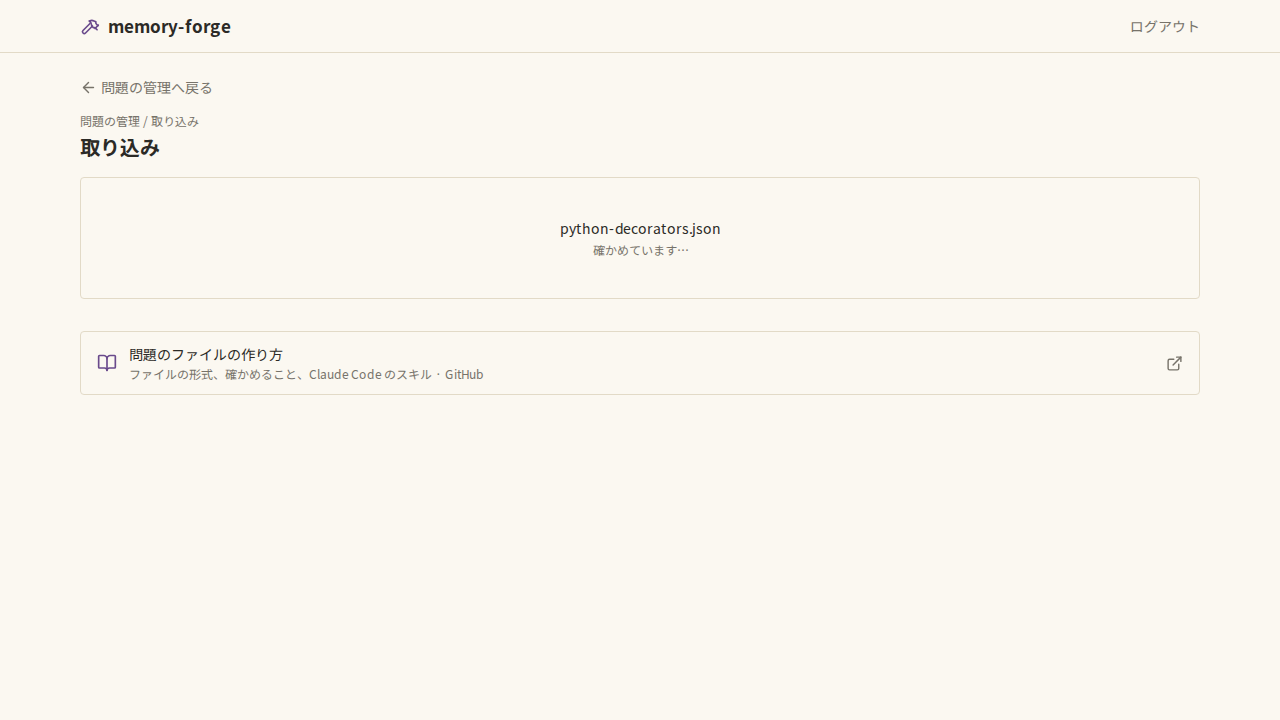 memory-forge
ログアウト
問題の管理へ戻る
問題の管理 / 取り込み
取り込み
python-decorators.json
確かめています…
問題のファイルの作り方
ファイルの形式、確かめること、Claude Code のスキル · GitHub